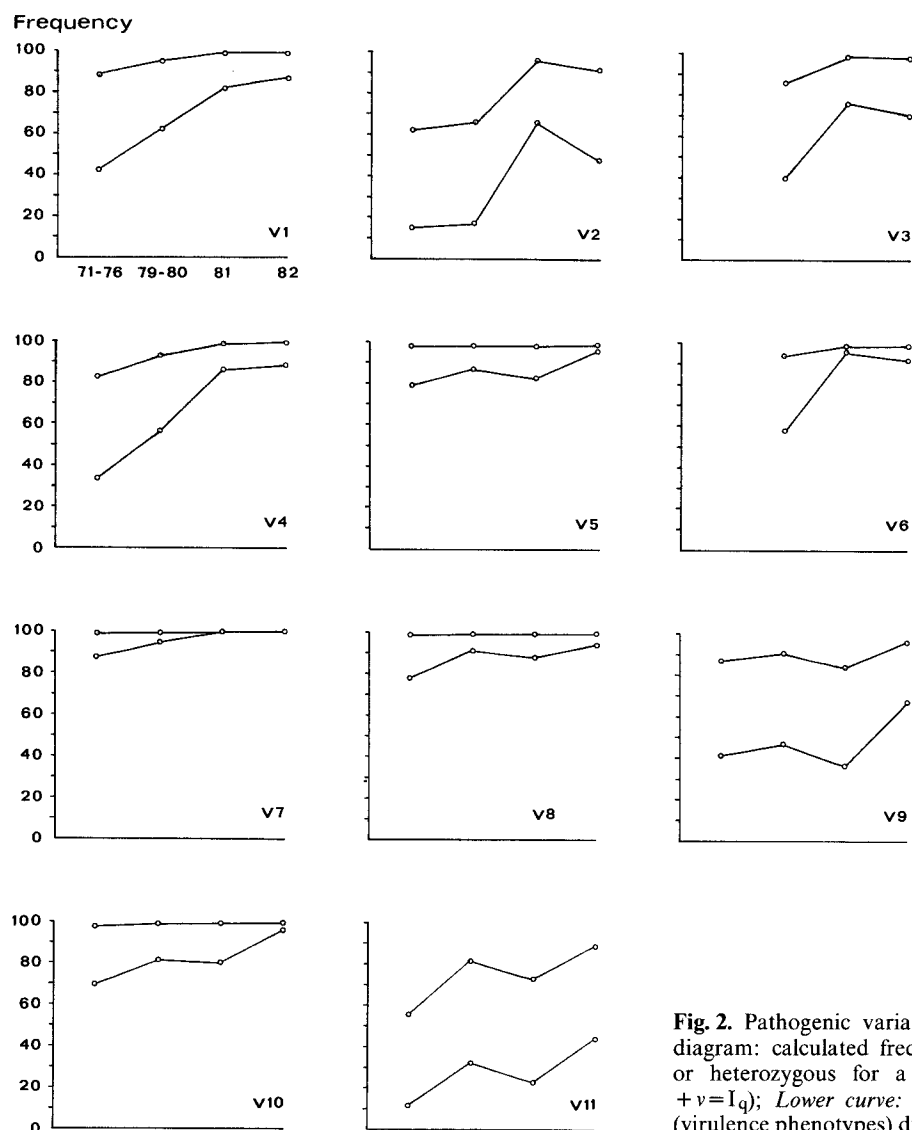 Frequency
100
80
60
40
20
0
71-76 79-80 81 82
V1
V2
V3
100
80
60
40
20
0
V4
V5
V6
100
80
60
40
20
0
V7
V8
V9
100
80
60
40
20
0
V10
V11
Fig. 2. Pathogenic varia
diagram: calculated freq
or heterozygous for a
+v=Iq); Lower curve:
(virulence phenotypes) d